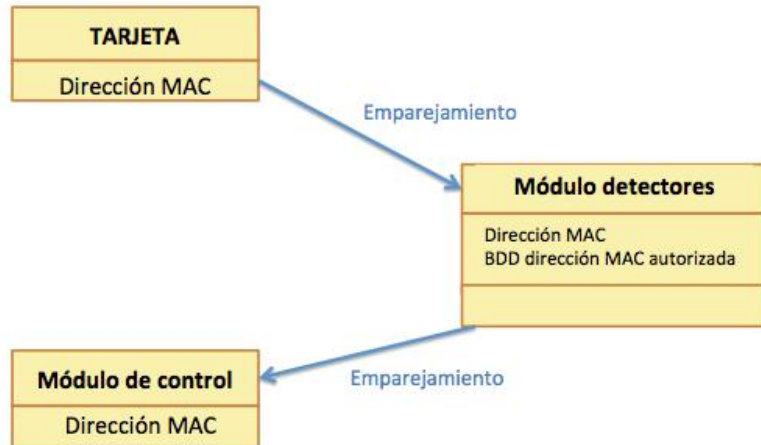 TARJETA
Dirección MAC
Emparejamiento
Módulo detectores
Dirección MAC
BDD dirección MAC autorizada
Módulo de control
Emparejamiento
Dirección MAC